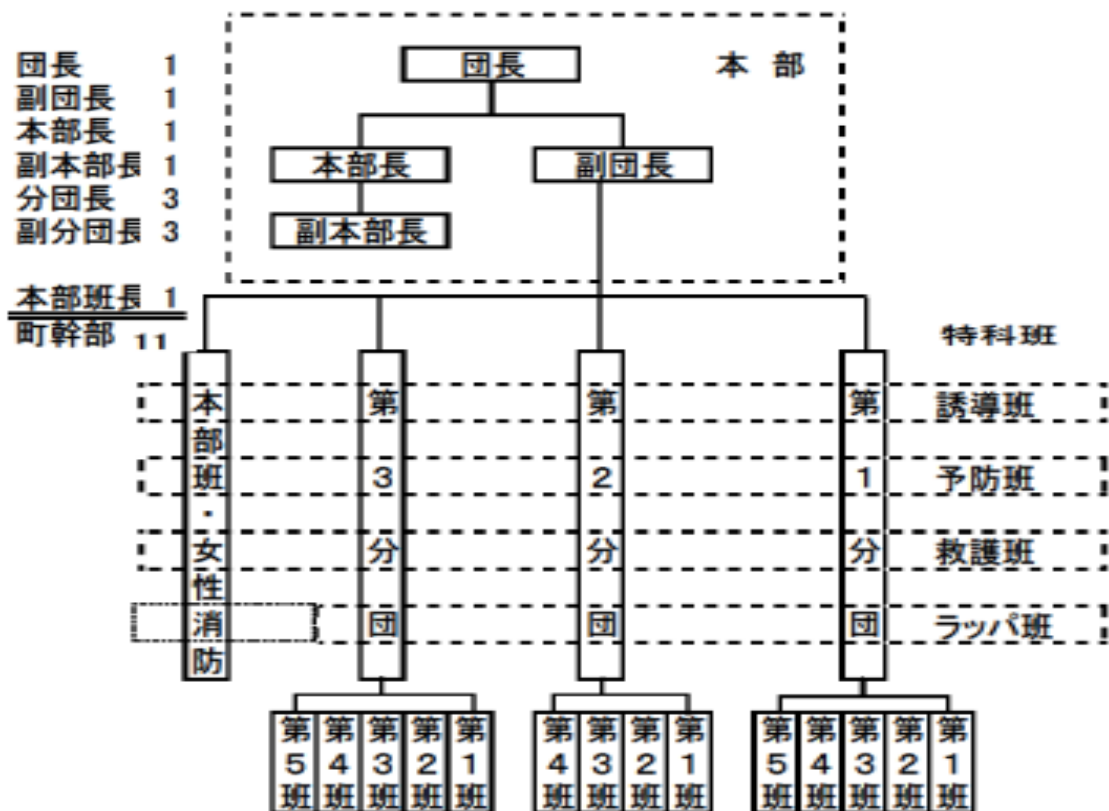 団長 1
副団長 1
本部長 1
副本部長 1
分団長 3
副分団長 3
本部班長 1
町幹部 11
本 部
団長
本部長
副団長
副本部長
特科班
誘導班
予防班
救護班
ラッパ班
本部班・女性消防
第3分団
第2分団
第1分団
第5班
第4班
第3班
第2班
第1班
第4班
第3班
第2班
第1班
第5班
第4班
第3班
第2班
第1班